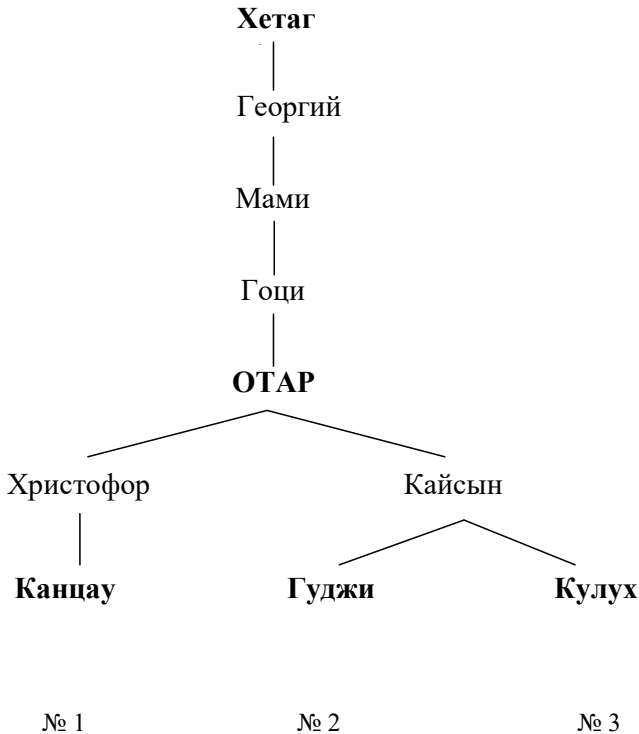 Хетаг
Георгий
Мами
Гоци
ОТАР
Христофор Кайсын
Канцау Гуджи Кулух
№ 1 № 2 № 3